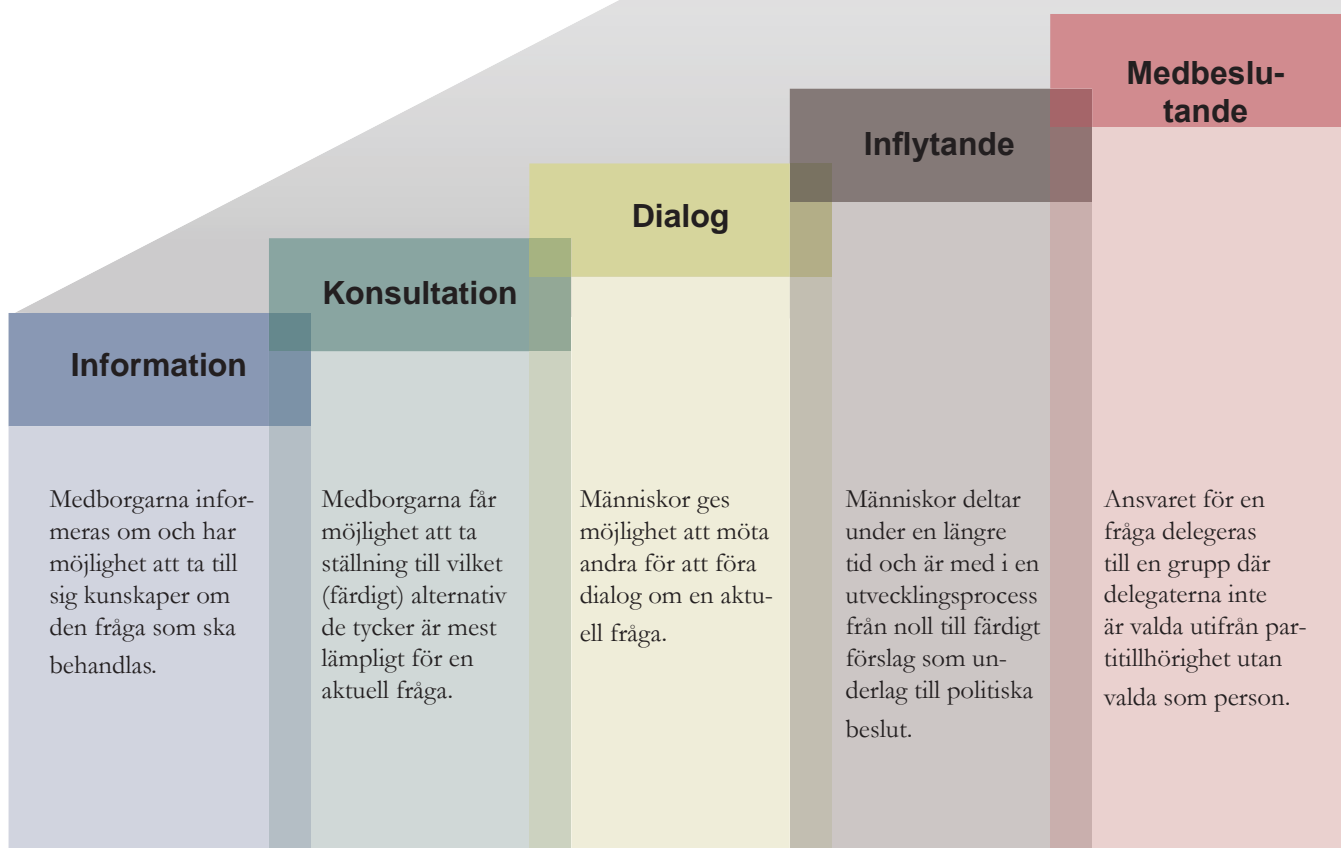 Information
Medborgarna infor-
meras om och har
möjlighet att ta till
sig kunskaper om
den fråga som ska
behandlas.
Konsultation
Medborgarna får
möjlighet att ta
ställning till vilket
(färdigt) alternativ
de tycker är mest
lämpligt för en
aktuell fråga.
Dialog
Människor ges
möjlighet att möta
andra för att föra
dialog om en aktu-
ell fråga.
Inflytande
Människor deltar
under en längre
tid och är med i en
utvecklingsprocess
från noll till färdigt
förslag som un-
derlag till politiska
beslut.
Medbeslu-
tande
Ansvaret för en
fråga delegeras
till en grupp där
delegaterna inte
är valda utifrån par-
titillhörighet utan
valda som person.